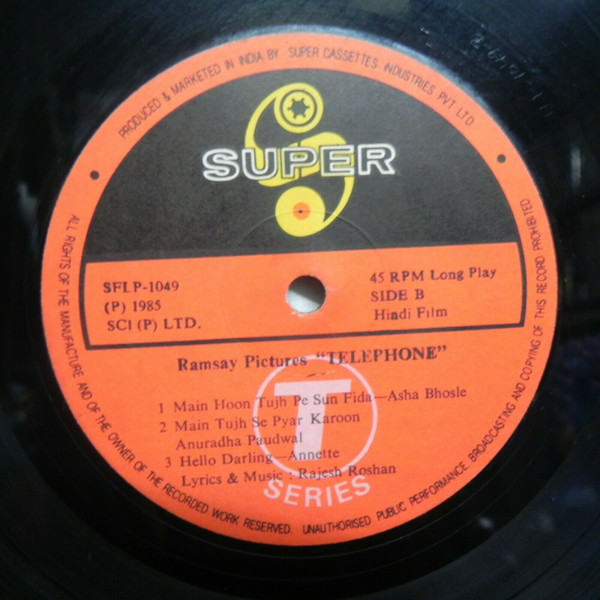 PRODUCED & MARKETED IN INDIA BY SUPER CASSETTES INDUSTRIES PVT. LTD.
SUPER
SFLP-1049
(P) 1985
SCI (P) LTD.
45 RPM Long Play
SIDE B
Hindi Film
Ramsay Pictures "TELEPHONE"
1 Main Hoon Tujh Pe Sun Fida—Asha Bhosle
2 Main Tujh Se Pyar Karoon
Anuradha Paudwal
3 Hello Darling—Annette
Lyrics & Music : Rajesh Roshan
T
SERIES
ALL RIGHTS OF THE MANUFACTURE AND OF THE OWNER OF THE RECORDED WORK RESERVED. UNAUTHORISED PUBLIC PERFORMANCE, BROADCASTING AND COPYING OF THIS RECORD PROHIBITED